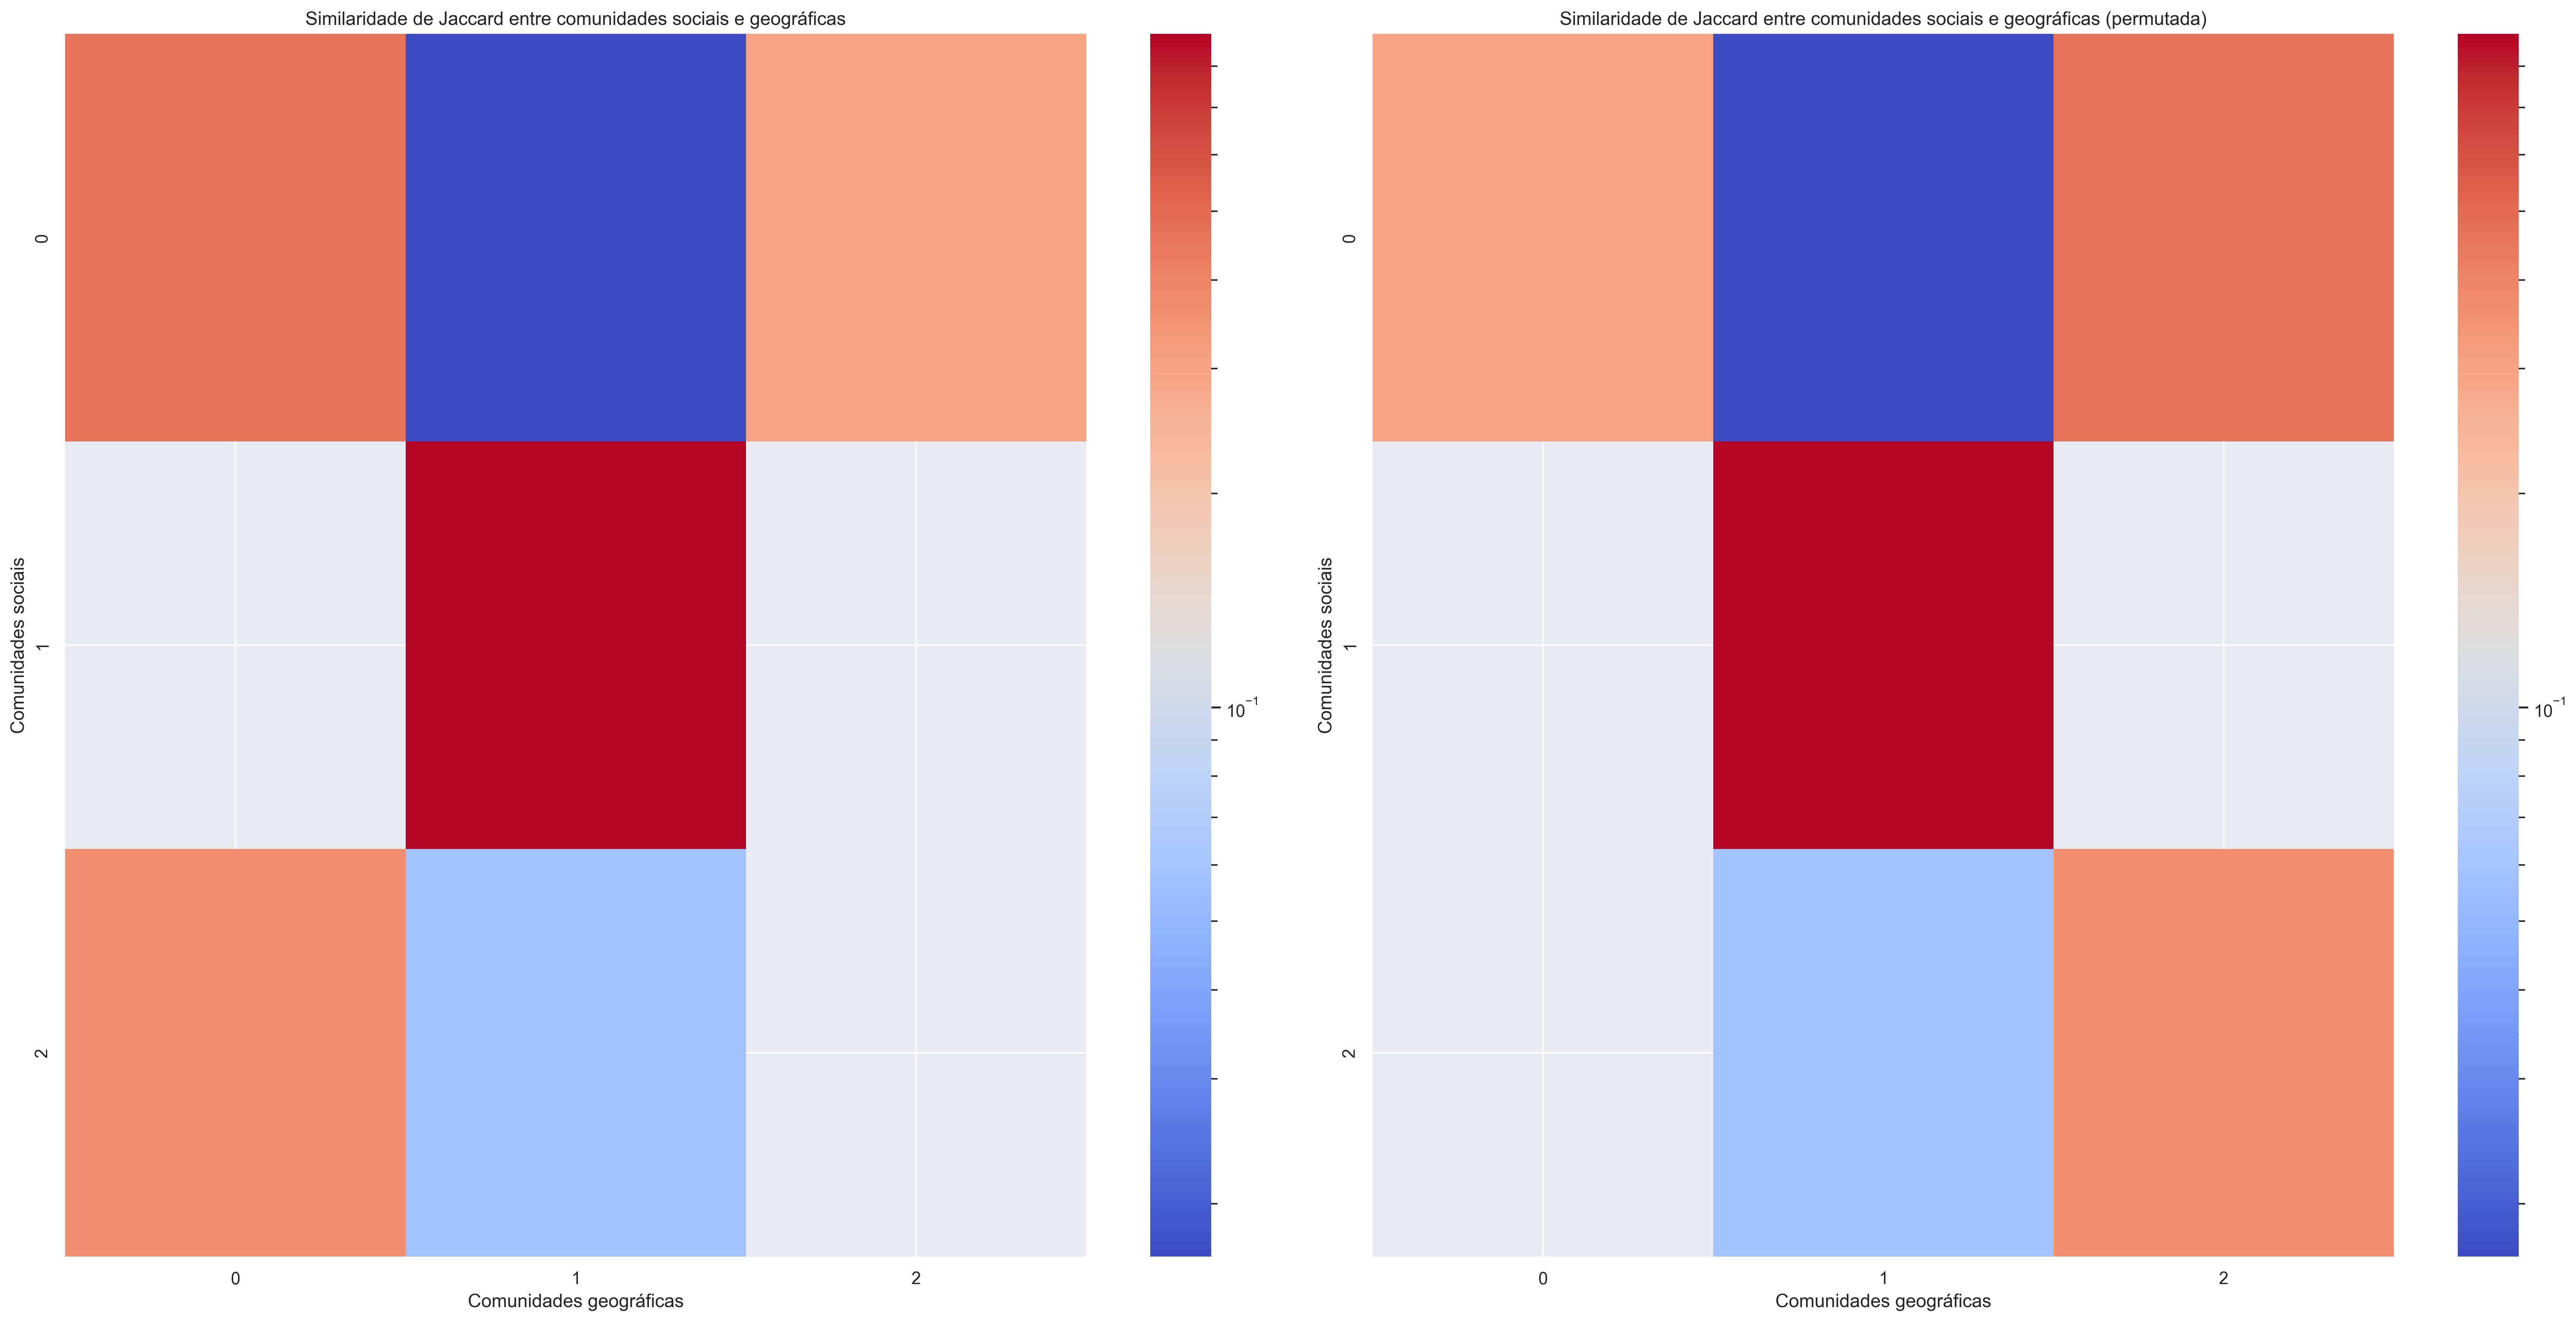 Similaridade de Jaccard entre comunidades sociais e geográficas
Comunidades sociais
0
1
2
0 1 2
Comunidades geográficas
10⁻¹
Similaridade de Jaccard entre comunidades sociais e geográficas (permutada)
Comunidades sociais
0
1
2
0 1 2
Comunidades geográficas
10⁻¹